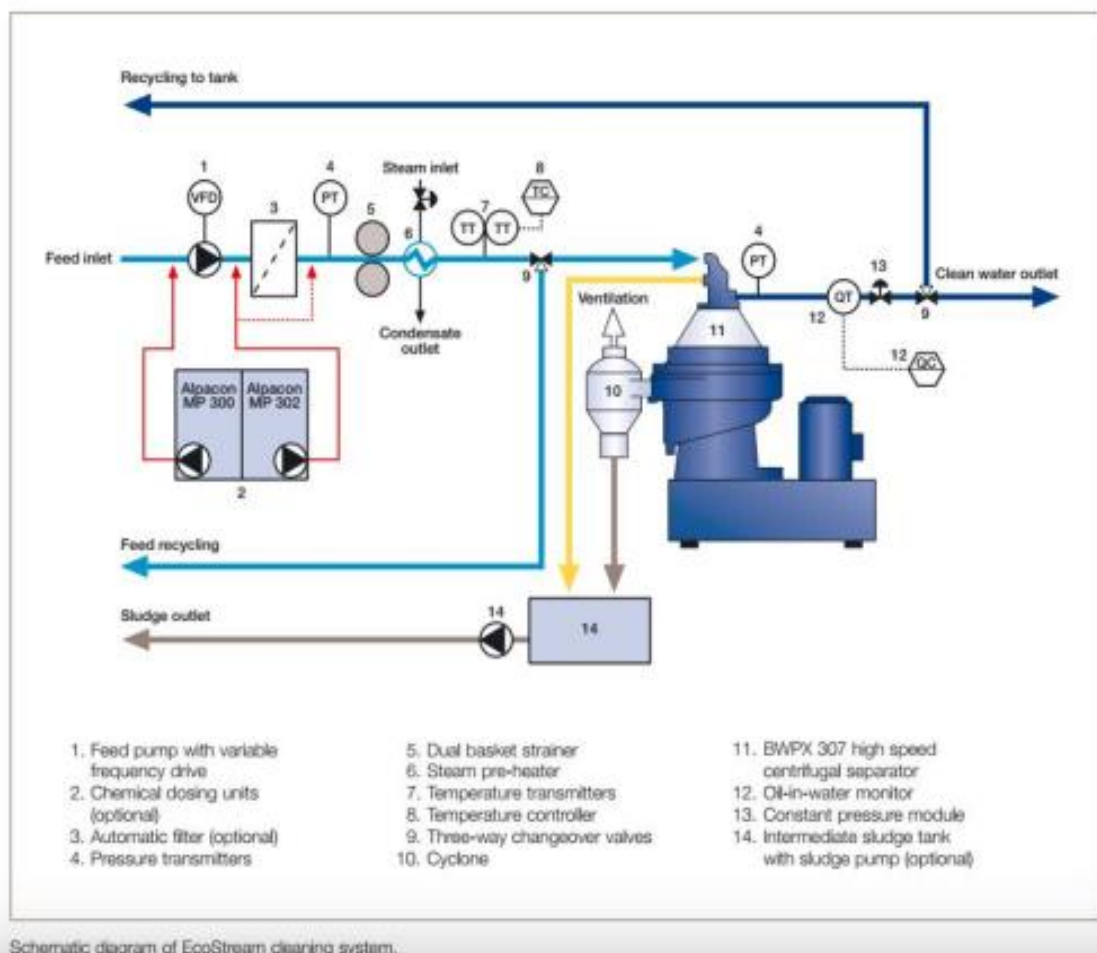 Recycling to tank
1
4
Steam inlet
8
VFD
3
PT
5
7
TC
6
TT
TT
4
Feed inlet
9
PT
13
Clean water outlet
Ventilation
QT
Condensate
outlet
11
12
9
12
QC
10
Alpacon
MP 300
Alpacon
MP 302
2
Feed recycling
Sludge outlet
14
14
1. Feed pump with variable
frequency drive
2. Chemical dosing units
(optional)
3. Automatic filter (optional)
4. Pressure transmitters
5. Dual basket strainer
6. Steam pre-heater
7. Temperature transmitters
8. Temperature controller
9. Three-way changeover valves
10. Cyclone
11. BWPX 307 high speed
centrifugal separator
12. Oil-in-water monitor
13. Constant pressure module
14. Intermediate sludge tank
with sludge pump (optional)
Schematic diagram of EcoStream cleaning system.